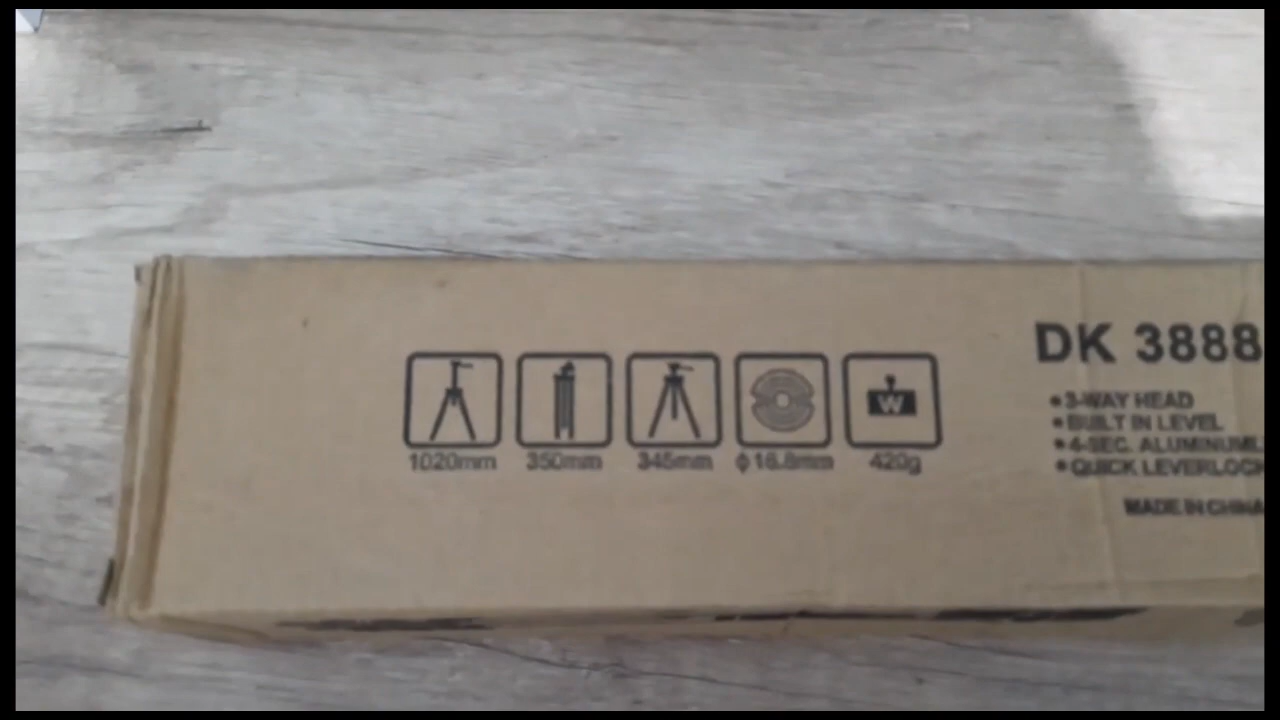 DK 3888
• 3-WAY HEAD
• BUILT IN LEVEL
• 4-SEC. ALUMINUML
• QUICK LEVERLOCK
MADE IN CHINA
W
1020mm 350mm 345mm ϕ16.8mm 420g